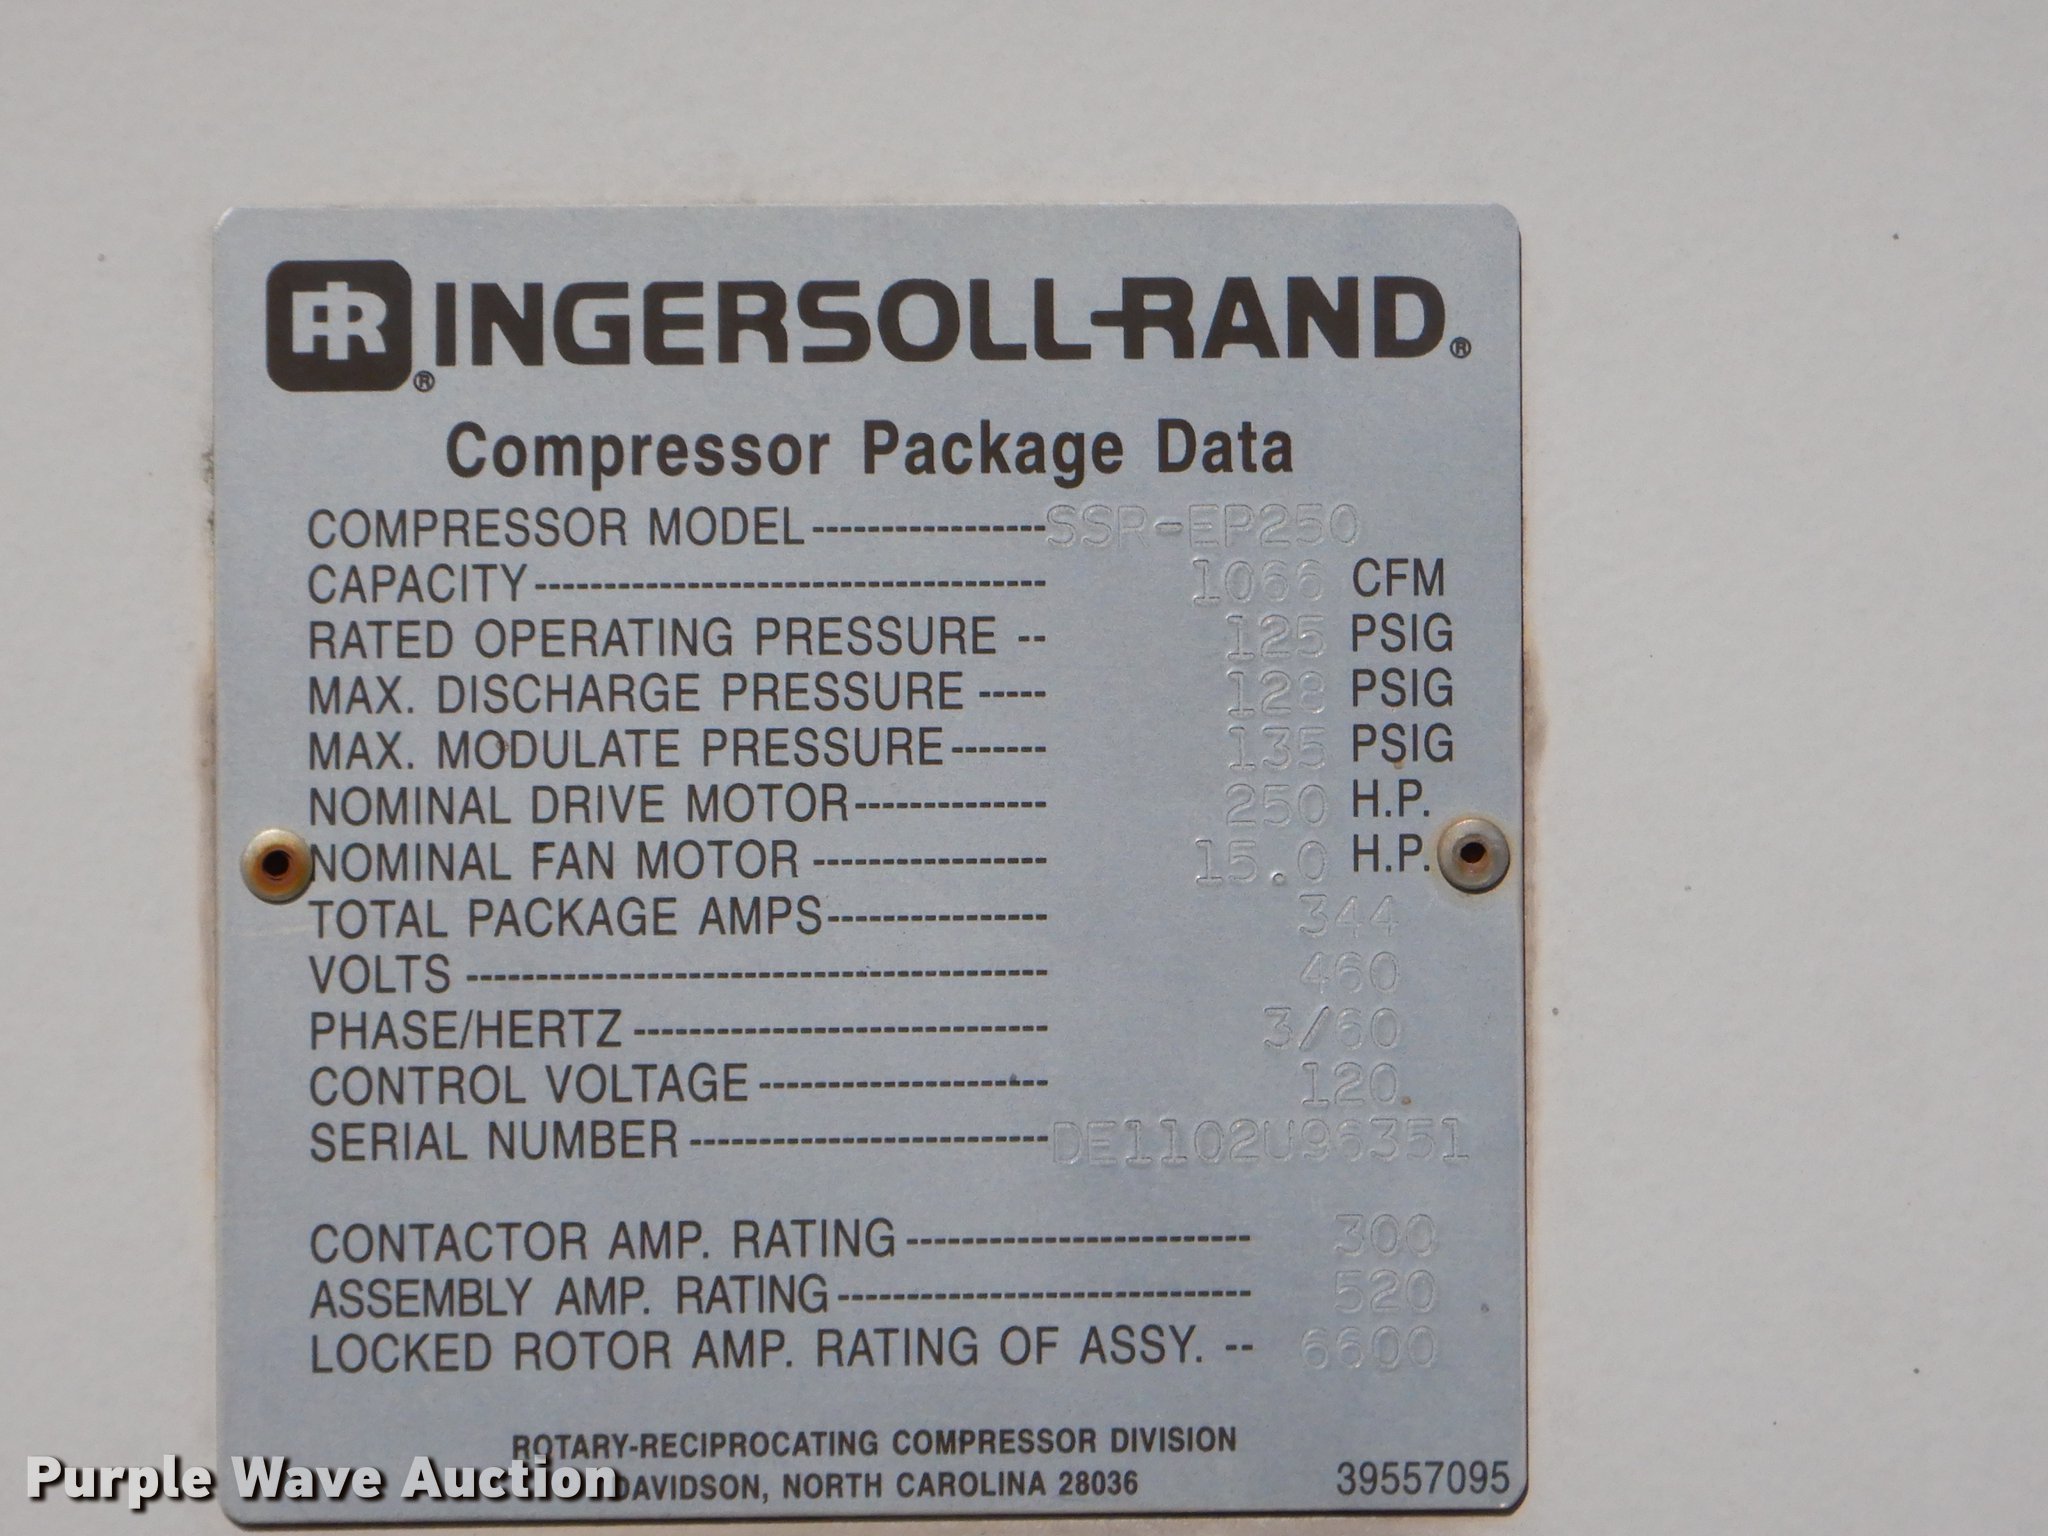 IR® INGERSOLL-RAND®
Compressor Package Data
COMPRESSOR MODEL-----------------SSR-EP250
CAPACITY------------------------------------- 1066 CFM
RATED OPERATING PRESSURE -- 125 PSIG
MAX. DISCHARGE PRESSURE ----- 128 PSIG
MAX. MODULATE PRESSURE------- 135 PSIG
NOMINAL DRIVE MOTOR-------------- 250 H.P.
NOMINAL FAN MOTOR ----------------- 15.0 H.P.
TOTAL PACKAGE AMPS---------------- 344
VOLTS ------------------------------------------ 460
PHASE/HERTZ ------------------------------ 3/60
CONTROL VOLTAGE --------------------- 120
SERIAL NUMBER --------------------------DE1102U96351
CONTACTOR AMP. RATING ------------------------- 300
ASSEMBLY AMP. RATING ------------------------------ 520
LOCKED ROTOR AMP. RATING OF ASSY. -- 6600
ROTARY-RECIPROCATING COMPRESSOR DIVISION
DAVIDSON, NORTH CAROLINA 28036 39557095
Purple Wave Auction